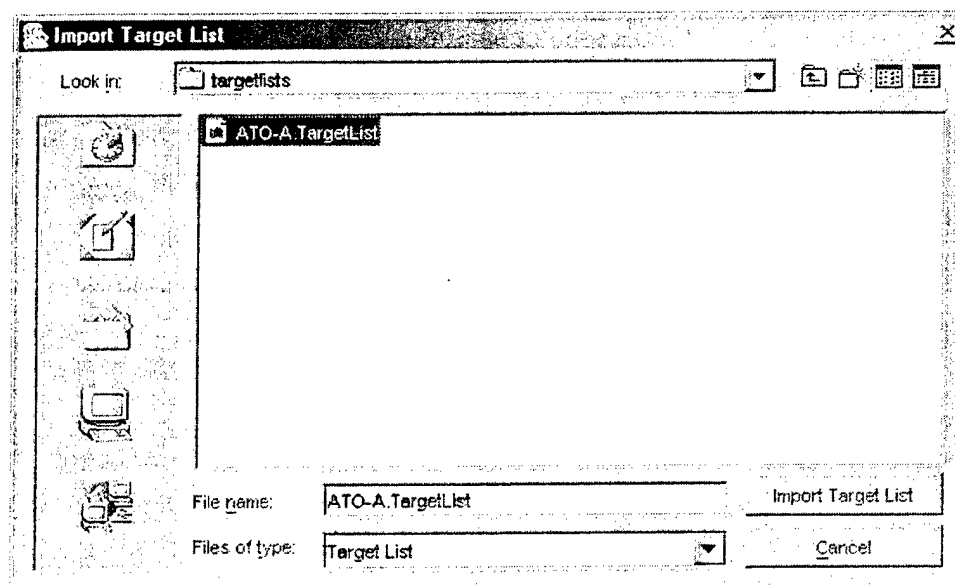 Import Target List
Look in: targetlists
ATO-A.TargetList
File name: ATO-A.TargetList Import Target List
Files of type: Target List Cancel